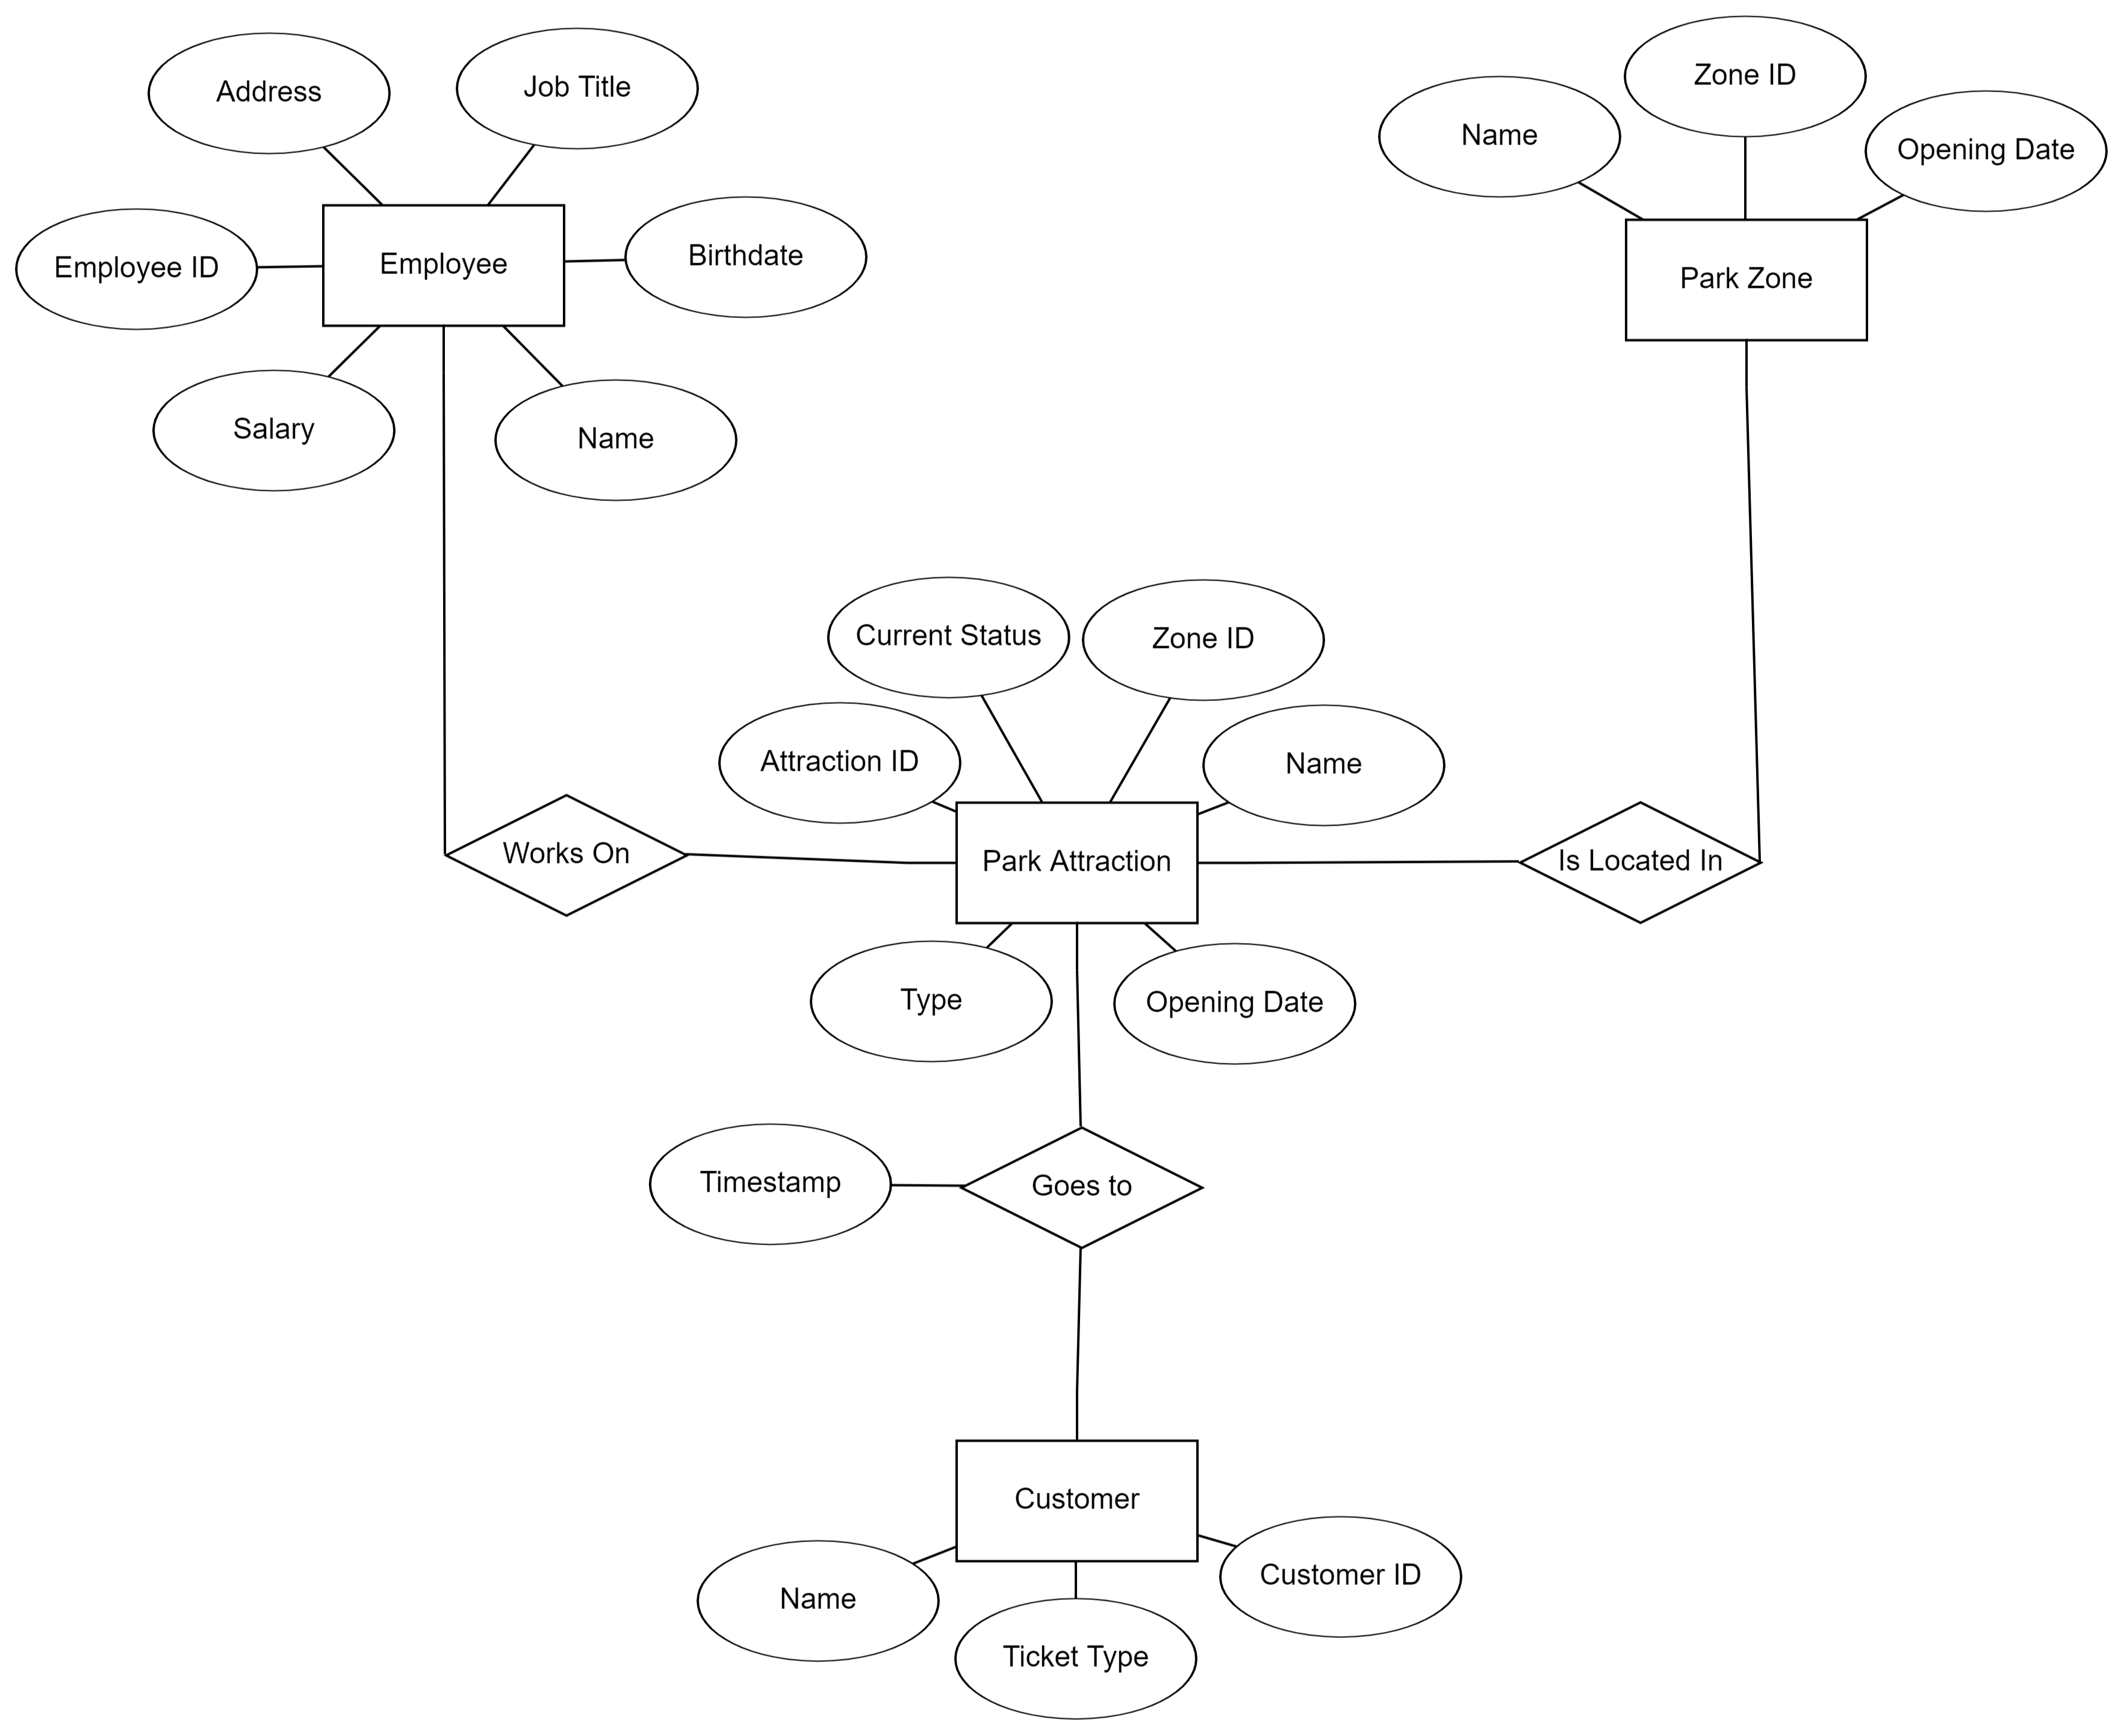 Zone ID
Job Title
Address
Name
Opening Date
Birthdate
Employee
Employee ID
Park Zone
Salary
Name
Current Status
Zone ID
Attraction ID
Name
Works On
Park Attraction
Is Located In
Type
Opening Date
Timestamp
Goes to
Customer
Customer ID
Name
Ticket Type